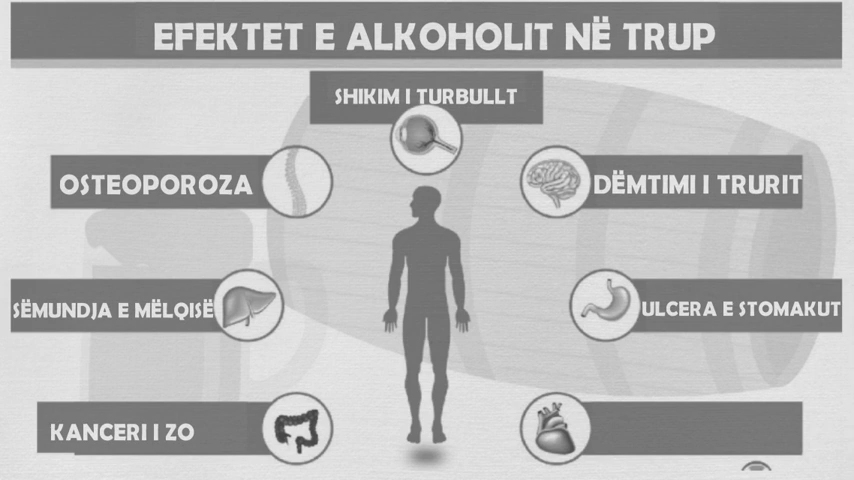 EFEKTET E ALKOHOLIT NË TRUP
SHIKIM I TURBULLT
OSTEOPOROZA
DËMTIMI I TRURIT
SËMUNDJA E MËLQISË
ULCERA E STOMAKUT
KANCERI I ZO